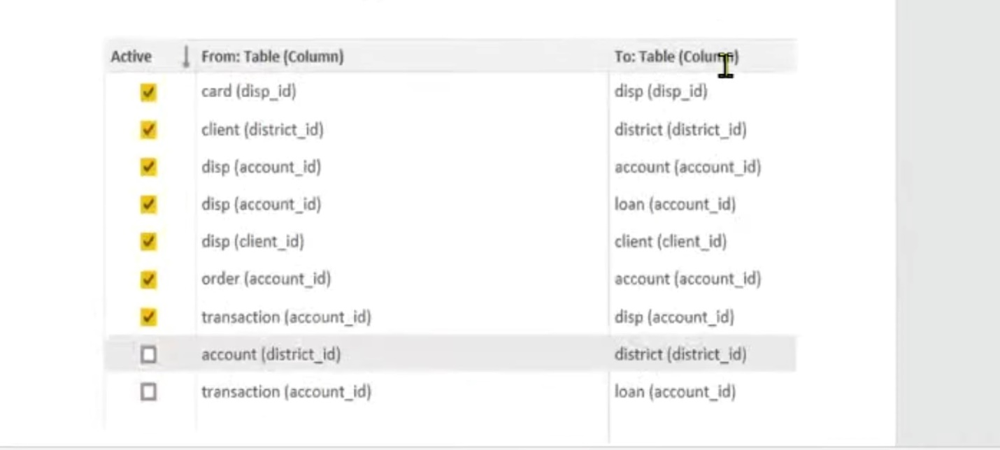 Active From: Table (Column) To: Table (Column)
card (disp_id) disp (disp_id)
client (district_id) district (district_id)
disp (account_id) account (account_id)
disp (account_id) loan (account_id)
disp (client_id) client (client_id)
order (account_id) account (account_id)
transaction (account_id) disp (account_id)
account (district_id) district (district_id)
transaction (account_id) loan (account_id)